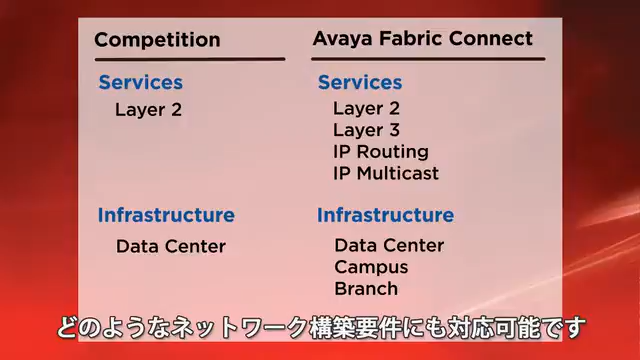 Competition
Avaya Fabric Connect
Services
Layer 2
Services
Layer 2
Layer 3
IP Routing
IP Multicast
Infrastructure
Data Center
Infrastructure
Data Center
Campus
Branch
どのようなネットワーク構築要件にも対応可能です